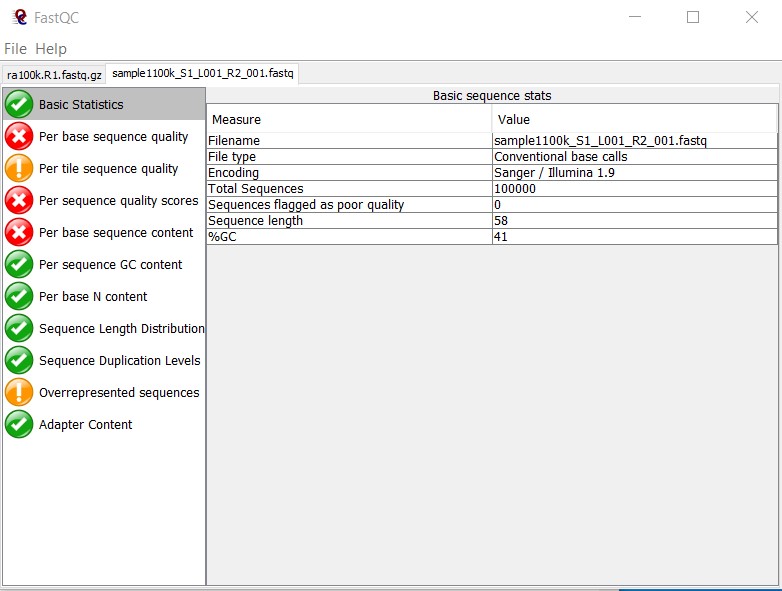 FastQC
File Help
ra100k.R1.fastq.gz sample1100k_S1_L001_R2_001.fastq
Basic Statistics
Per base sequence quality
Per tile sequence quality
Per sequence quality scores
Per base sequence content
Per sequence GC content
Per base N content
Sequence Length Distribution
Sequence Duplication Levels
Overrepresented sequences
Adapter Content
Basic sequence stats
Measure Value
Filename sample1100k_S1_L001_R2_001.fastq
File type Conventional base calls
Encoding Sanger / Illumina 1.9
Total Sequences 100000
Sequences flagged as poor quality 0
Sequence length 58
%GC 41